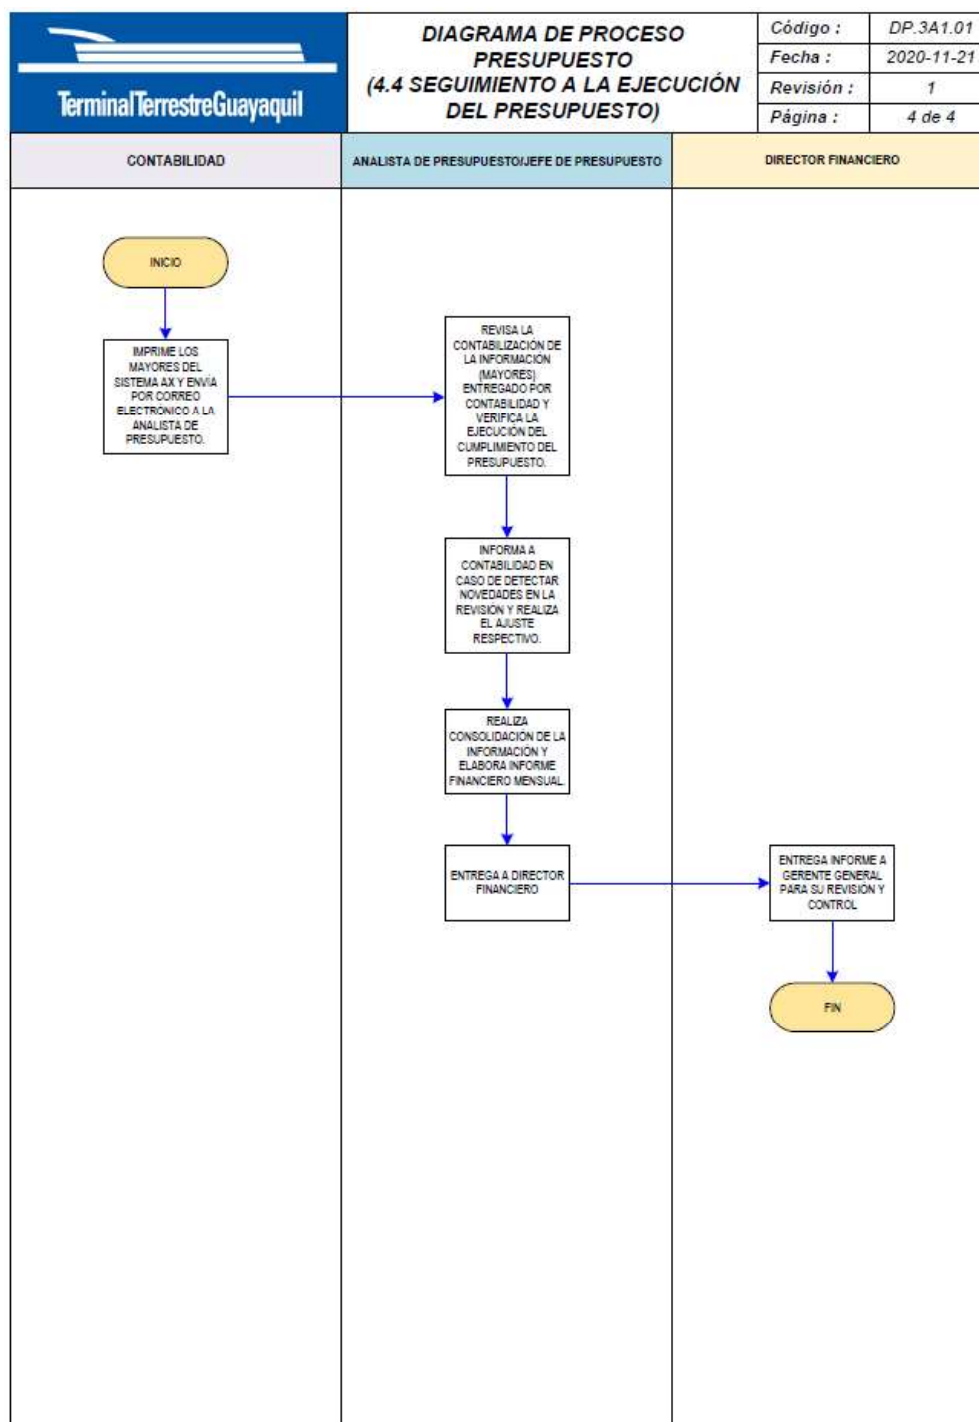 TerminalTerrestreGuayaquil
DIAGRAMA DE PROCESO
PRESUPUESTO
(4.4 SEGUIMIENTO A LA EJECUCIÓN
DEL PRESUPUESTO)
Código : DP.3A1.01
Fecha : 2020-11-21
Revisión : 1
Página : 4 de 4
CONTABILIDAD
ANALISTA DE PRESUPUESTO/JEFE DE PRESUPUESTO
DIRECTOR FINANCIERO
INICIO
IMPRIME LOS
MAYORES DEL
SISTEMA AX Y ENVÍA
POR CORREO
ELECTRÓNICO A LA
ANALISTA DE
PRESUPUESTO.
REVISA LA
CONTABILIZACIÓN DE
LA INFORMACIÓN
(MAYORES)
ENTREGADO POR
CONTABILIDAD Y
VERIFICA LA
EJECUCIÓN DEL
CUMPLIMIENTO DEL
PRESUPUESTO.
INFORMA A
CONTABILIDAD EN
CASO DE DETECTAR
NOVEDADES EN LA
REVISIÓN Y REALIZA
EL AJUSTE
RESPECTIVO.
REALIZA
CONSOLIDACIÓN DE LA
INFORMACIÓN Y
ELABORA INFORME
FINANCIERO MENSUAL.
ENTREGA A DIRECTOR
FINANCIERO
ENTREGA INFORME A
GERENTE GENERAL
PARA SU REVISIÓN Y
CONTROL
FIN